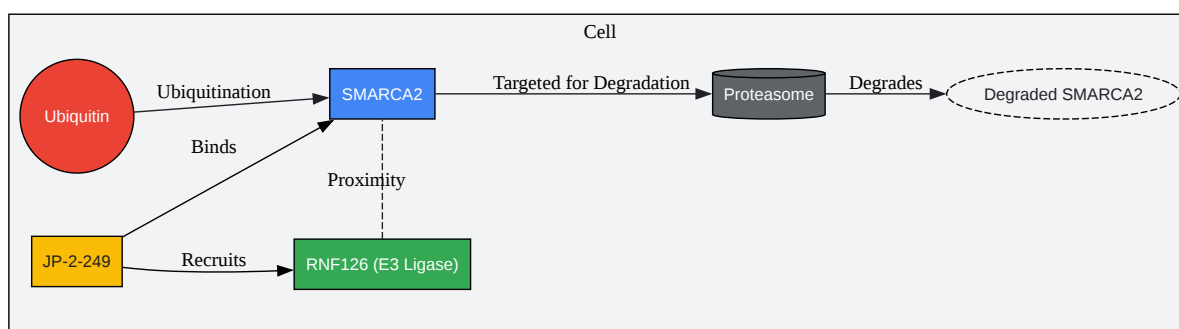 Cell
Ubiquitin
Ubiquitination
SMARCA2
Targeted for Degradation
Proteasome
Degrades
Degraded SMARCA2
Binds
Proximity
JP-2-249
Recruits
RNF126 (E3 Ligase)